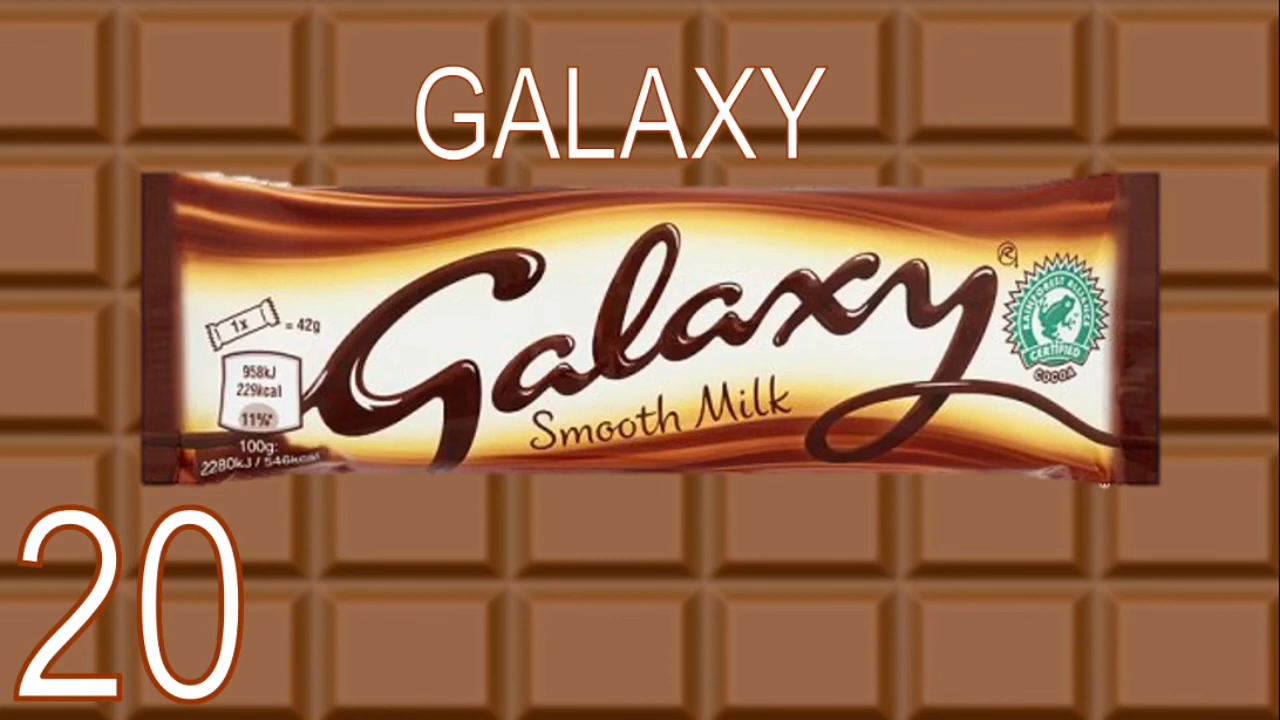 GALAXY
Galaxy
®
Smooth Milk
1x = 42g
958kJ
229kcal
11%*
100g:
2280kJ / 546kcal
RAINFOREST ALLIANCE
CERTIFIED
COCOA
20